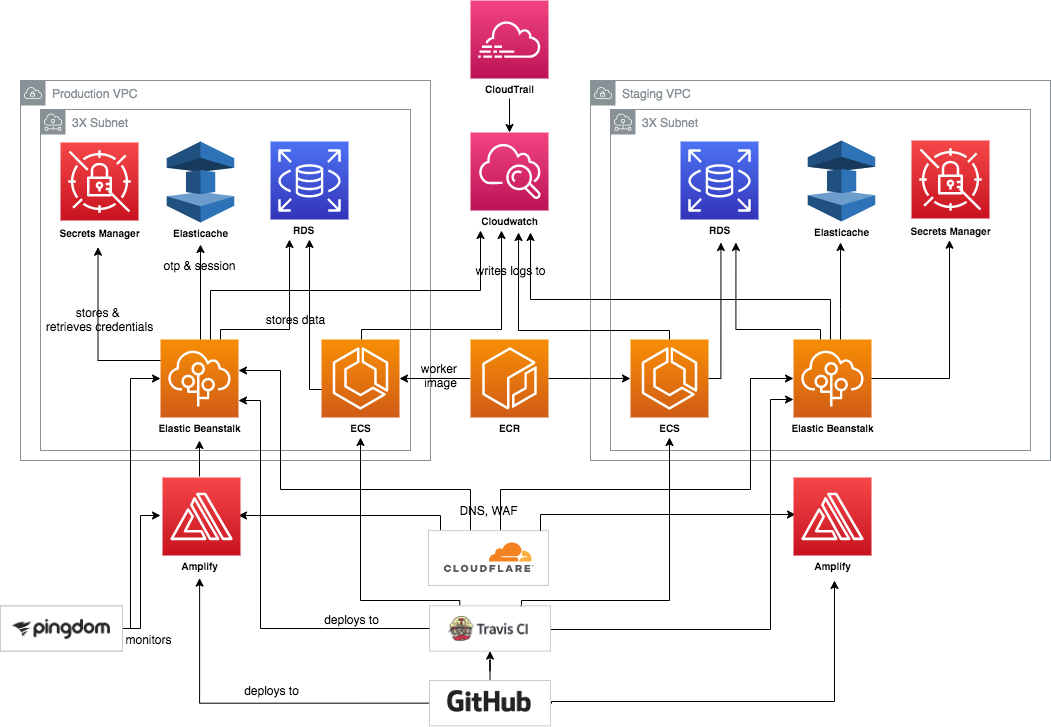 CloudTrail
Production VPC
Staging VPC
3X Subnet
3X Subnet
Secrets Manager
Elasticache
RDS
Cloudwatch
RDS
Elasticache
Secrets Manager
otp & session
writes logs to
stores &
retrieves credentials
stores data
worker
image
Elastic Beanstalk
ECS
ECR
ECS
Elastic Beanstalk
DNS, WAF
CLOUDFLARE
Amplify
Amplify
pingdom
monitors
deploys to
Travis CI
deploys to
GitHub